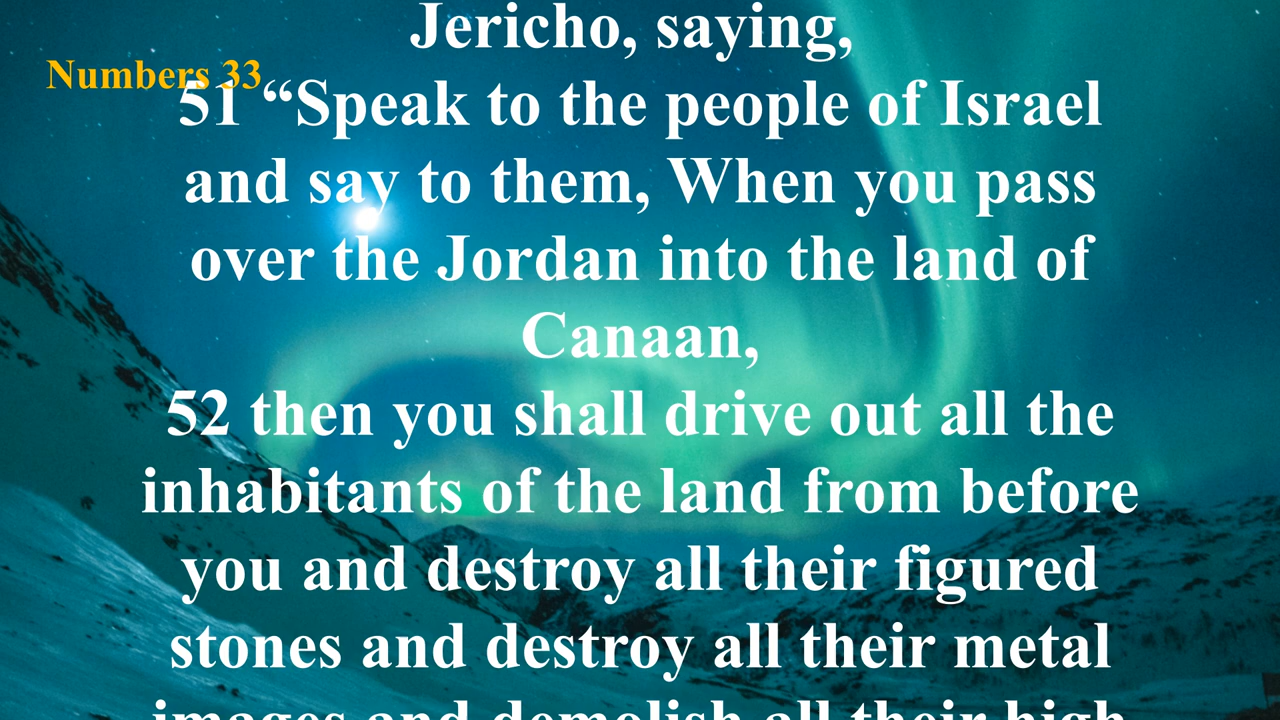 Jericho, saying,
Numbers 33
51 “Speak to the people of Israel
and say to them, When you pass
over the Jordan into the land of
Canaan,
52 then you shall drive out all the
inhabitants of the land from before
you and destroy all their figured
stones and destroy all their metal
images and demolish all their high